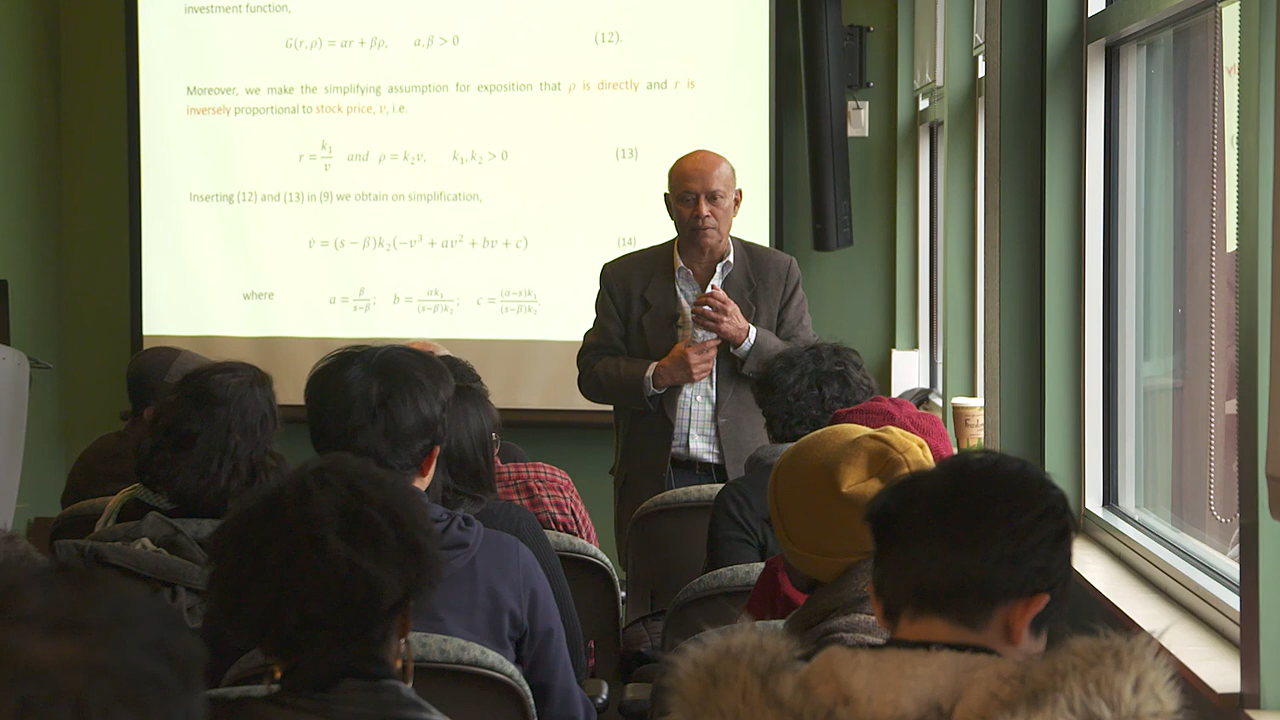 investment function,
G(r, ρ) = ar + βρ,   a, β > 0   (12).
Moreover, we make the simplifying assumption for exposition that ρ is directly and r is
inversely proportional to stock price, v, i.e.
r = k₁/v   and   ρ = k₂v,   k₁, k₂ > 0   (13)
Inserting (12) and (13) in (9) we obtain on simplification,
v̇ = (s − β)k₂(−v³ + av² + bv + c)   (14)
where   a = β/(s−β);   b = ak₁/((s−β)k₂);   c = (a−s)k₁/((s−β)k₂).